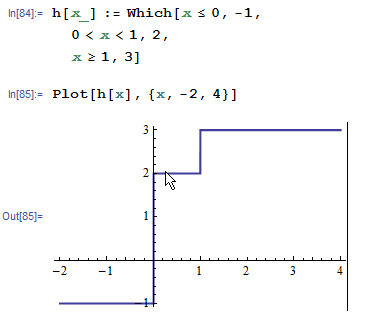 In[84]:= h[x_] := Which[x ≤ 0, -1,
0 < x < 1, 2,
x ≥ 1, 3]
In[85]:= Plot[h[x], {x, -2, 4}]
3
2
1
Out[85]=
-2 -1 1 2 3 4
-1